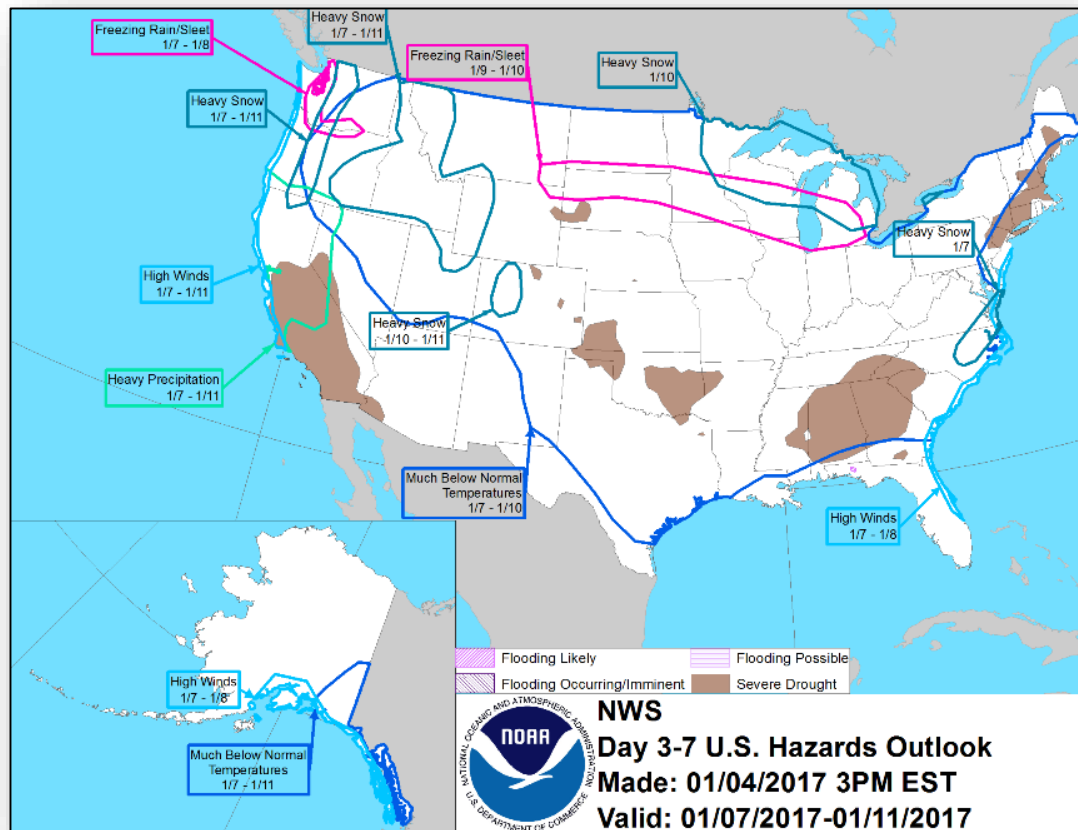 Freezing Rain/Sleet
1/7 - 1/8
Heavy Snow
1/7 - 1/11
Freezing Rain/Sleet
1/9 - 1/10
Heavy Snow
1/10
Heavy Snow
1/7 - 1/11
Heavy Snow
1/7
High Winds
1/7 - 1/11
Heavy Snow
1/10 - 1/11
Heavy Precipitation
1/7 - 1/11
Much Below Normal
Temperatures
1/7 - 1/10
High Winds
1/7 - 1/8
High Winds
1/7 - 1/8
Much Below Normal
Temperatures
1/7 - 1/11
Flooding Likely
Flooding Possible
Flooding Occurring/Imminent
Severe Drought
NATIONAL OCEANIC AND ATMOSPHERIC ADMINISTRATION
NOAA
U.S. DEPARTMENT OF COMMERCE
NWS
Day 3-7 U.S. Hazards Outlook
Made: 01/04/2017 3PM EST
Valid: 01/07/2017-01/11/2017